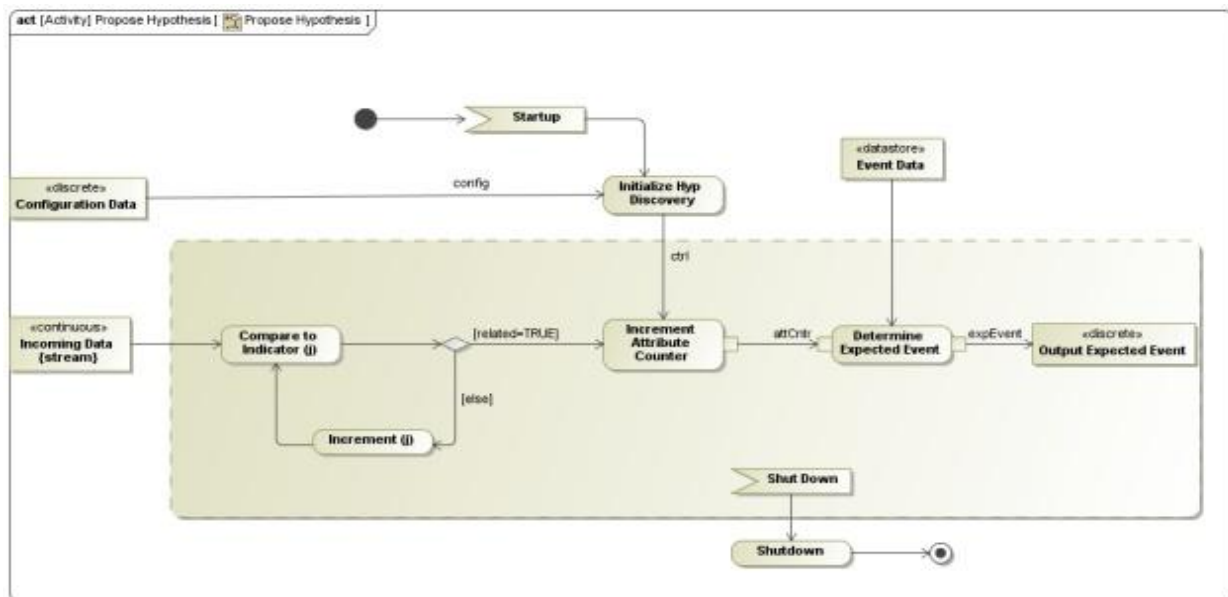 act [Activity] Propose Hypothesis [ Propose Hypothesis ]
Startup
«datastore»
Event Data
«discrete»
Configuration Data
config
Initialize Hyp
Discovery
ctrl
«continuous»
Incoming Data
{stream}
Compare to
Indicator (j)
[related=TRUE]
Increment
Attribute
Counter
attCntr
Determine
Expected Event
expEvent
«discrete»
Output Expected Event
[else]
Increment (j)
Shut Down
Shutdown